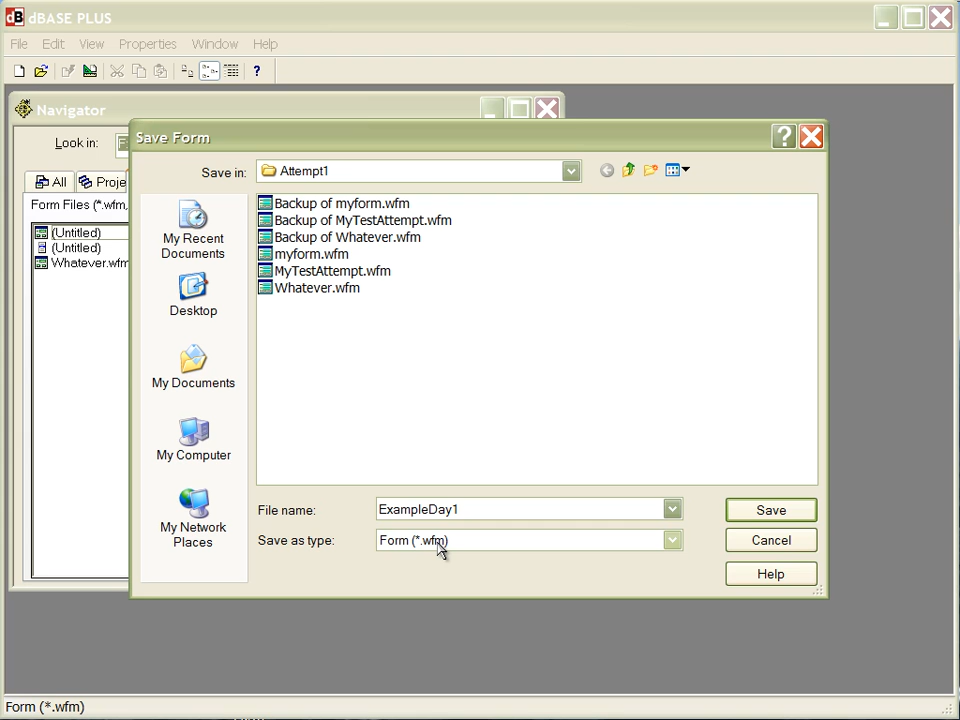 dB dBASE PLUS
File Edit View Properties Window Help
?
Navigator
Look in: F
All Proje
Form Files (*.wfm,
(Untitled)
(Untitled)
Whatever.wfm
Save Form
Save in: Attempt1
My Recent
Documents
Desktop
My Documents
My Computer
My Network
Places
Backup of myform.wfm
Backup of MyTestAttempt.wfm
Backup of Whatever.wfm
myform.wfm
MyTestAttempt.wfm
Whatever.wfm
File name: ExampleDay1 Save
Save as type: Form (*.wfm) Cancel
Help
Form (*.wfm)